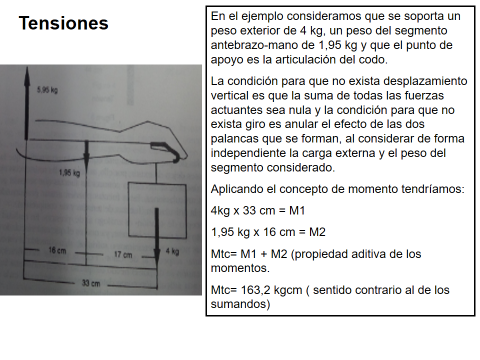 Tensiones
En el ejemplo consideramos que se soporta un
peso exterior de 4 kg, un peso del segmento
antebrazo-mano de 1,95 kg y que el punto de
apoyo es la articulación del codo.
La condición para que no exista desplazamiento
vertical es que la suma de todas las fuerzas
actuantes sea nula y la condición para que no
exista giro es anular el efecto de las dos
palancas que se forman, al considerar de forma
independiente la carga externa y el peso del
segmento considerado.
Aplicando el concepto de momento tendríamos:
4kg x 33 cm = M1
1,95 kg x 16 cm = M2
Mtc= M1 + M2 (propiedad aditiva de los
momentos.
Mtc= 163,2 kgcm ( sentido contrario al de los
sumandos)
5,95 kg
1,95 kg
4 kg
16 cm
17 cm
33 cm